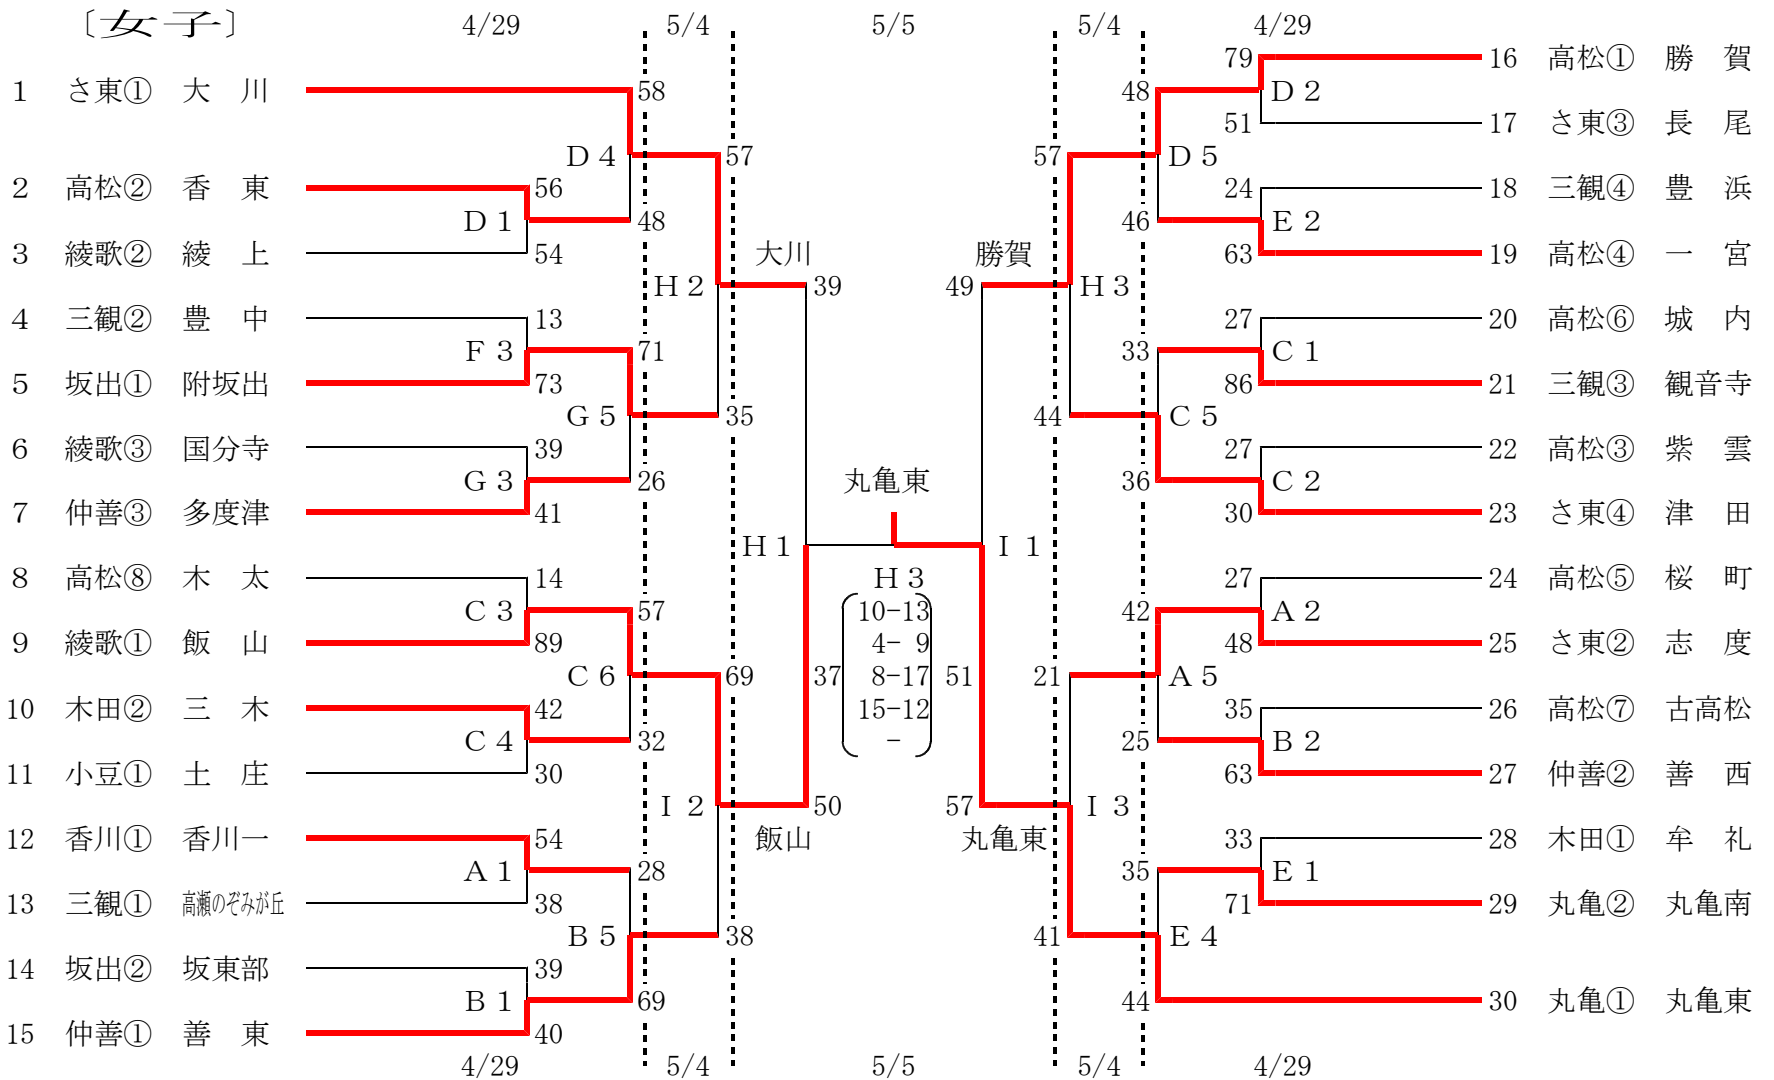 〔女子〕
4/29 5/4 5/5 5/4 4/29
1 さ東① 大 川 58
D4 57
2 高松② 香 東 56
D1 48
3 綾歌② 綾 上 54
H2 大川 39
4 三観② 豊 中 13
F3 71
5 坂出① 附坂出 73
G5 35
6 綾歌③ 国分寺 39
G3 26
7 仲善③ 多度津 41
H1
8 高松⑧ 木 太 14
C3 57
9 綾歌① 飯 山 89
C6 69 37
10 木田② 三 木 42
C4 32
11 小豆① 土 庄 30
I2 50
飯山
12 香川① 香川一 54
A1 28
13 三観① 高瀬のぞみが丘 38
B5 38
14 坂出② 坂東部 39
B1 69
15 仲善① 善 東 40
丸亀東
H3
10-13
4- 9
8-17
15-12
-
79 16 高松① 勝 賀
48 D2
51 17 さ東③ 長 尾
57 D5
24 18 三観④ 豊 浜
46 E2
63 19 高松④ 一 宮
勝賀
49 H3
27 20 高松⑥ 城 内
33 C1
86 21 三観③ 観音寺
44 C5
27 22 高松③ 紫 雲
36 C2
30 23 さ東④ 津 田
I1
27 24 高松⑤ 桜 町
42 A2
48 25 さ東② 志 度
51 21 A5
35 26 高松⑦ 古高松
25 B2
63 27 仲善② 善 西
57 I3
丸亀東
33 28 木田① 牟 礼
35 E1
71 29 丸亀② 丸亀南
41 E4
44 30 丸亀① 丸亀東
4/29 5/4 5/5 5/4 4/29